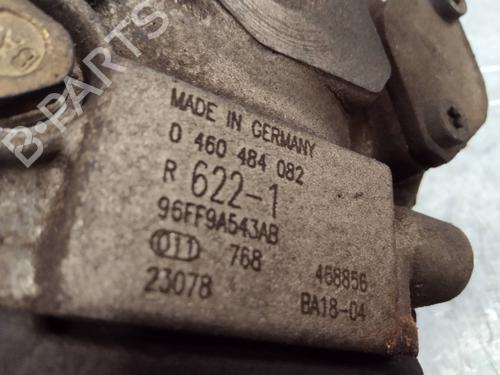 B-PARTS
MADE IN GERMANY
0 460 484 082
R 622-1
96FF9A543AB
768 468856
23078 BA18-04